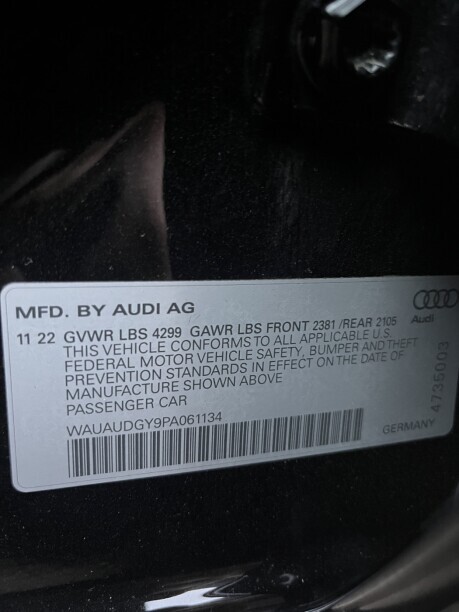 MFD. BY AUDI AG
Audi
11 22 GVWR LBS 4299 GAWR LBS FRONT 2381 /REAR 2105
THIS VEHICLE CONFORMS TO ALL APPLICABLE U.S.
FEDERAL MOTOR VEHICLE SAFETY, BUMPER AND THEFT
PREVENTION STANDARDS IN EFFECT ON THE DATE OF
MANUFACTURE SHOWN ABOVE
PASSENGER CAR
WAUAUDGY9PA061134
GERMANY
4735003